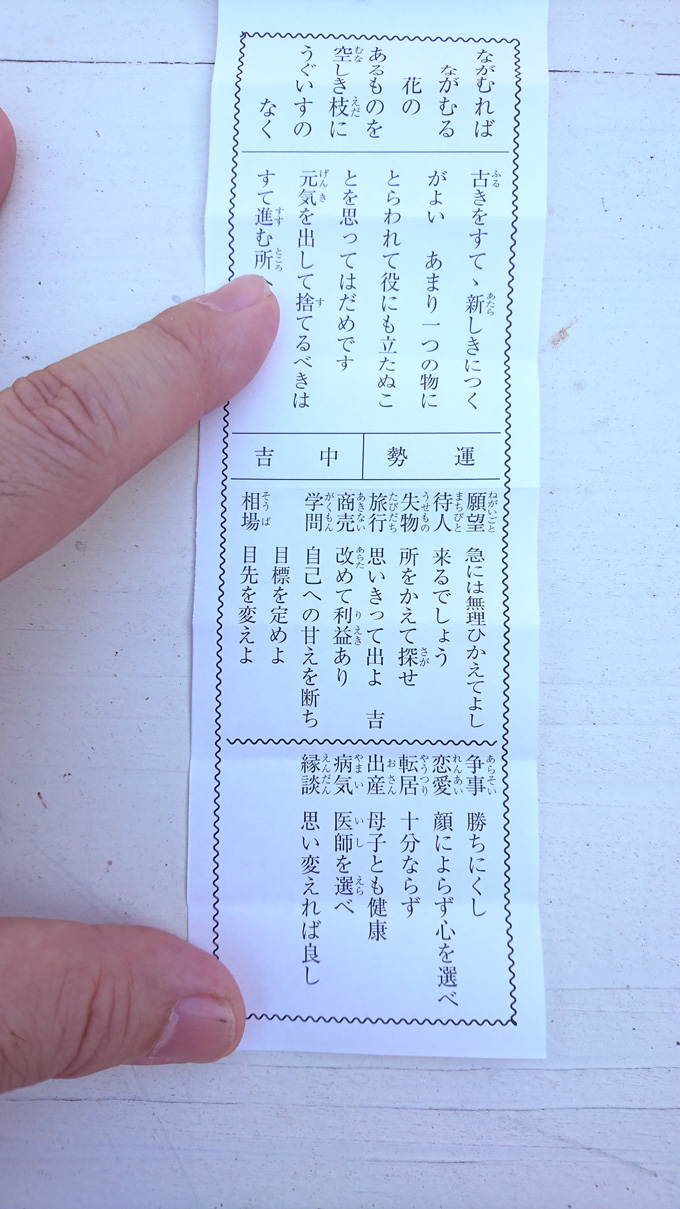 ながむれば
ながむる
花の
あるものを
空しき枝に
うぐいすの
なく
古きをすてゝ新しきにつく
がよい　あまり一つの物に
とらわれて役にも立たぬこ
とを思ってはだめです
元気を出して捨てるべきは
すて進む所へ
運勢
中吉
願望　急には無理ひかえてよし
待人　来るでしょう
失物　所をかえて探せ
旅行　思いきって出よ　吉
商売　改めて利益あり
学問　自己への甘えを断ち
目標を定めよ
相場　目先を変えよ
争事　勝ちにくし
恋愛　顔によらず心を選べ
転居　十分ならず
出産　母子とも健康
病気　医師を選べ
縁談　思い変えれば良し